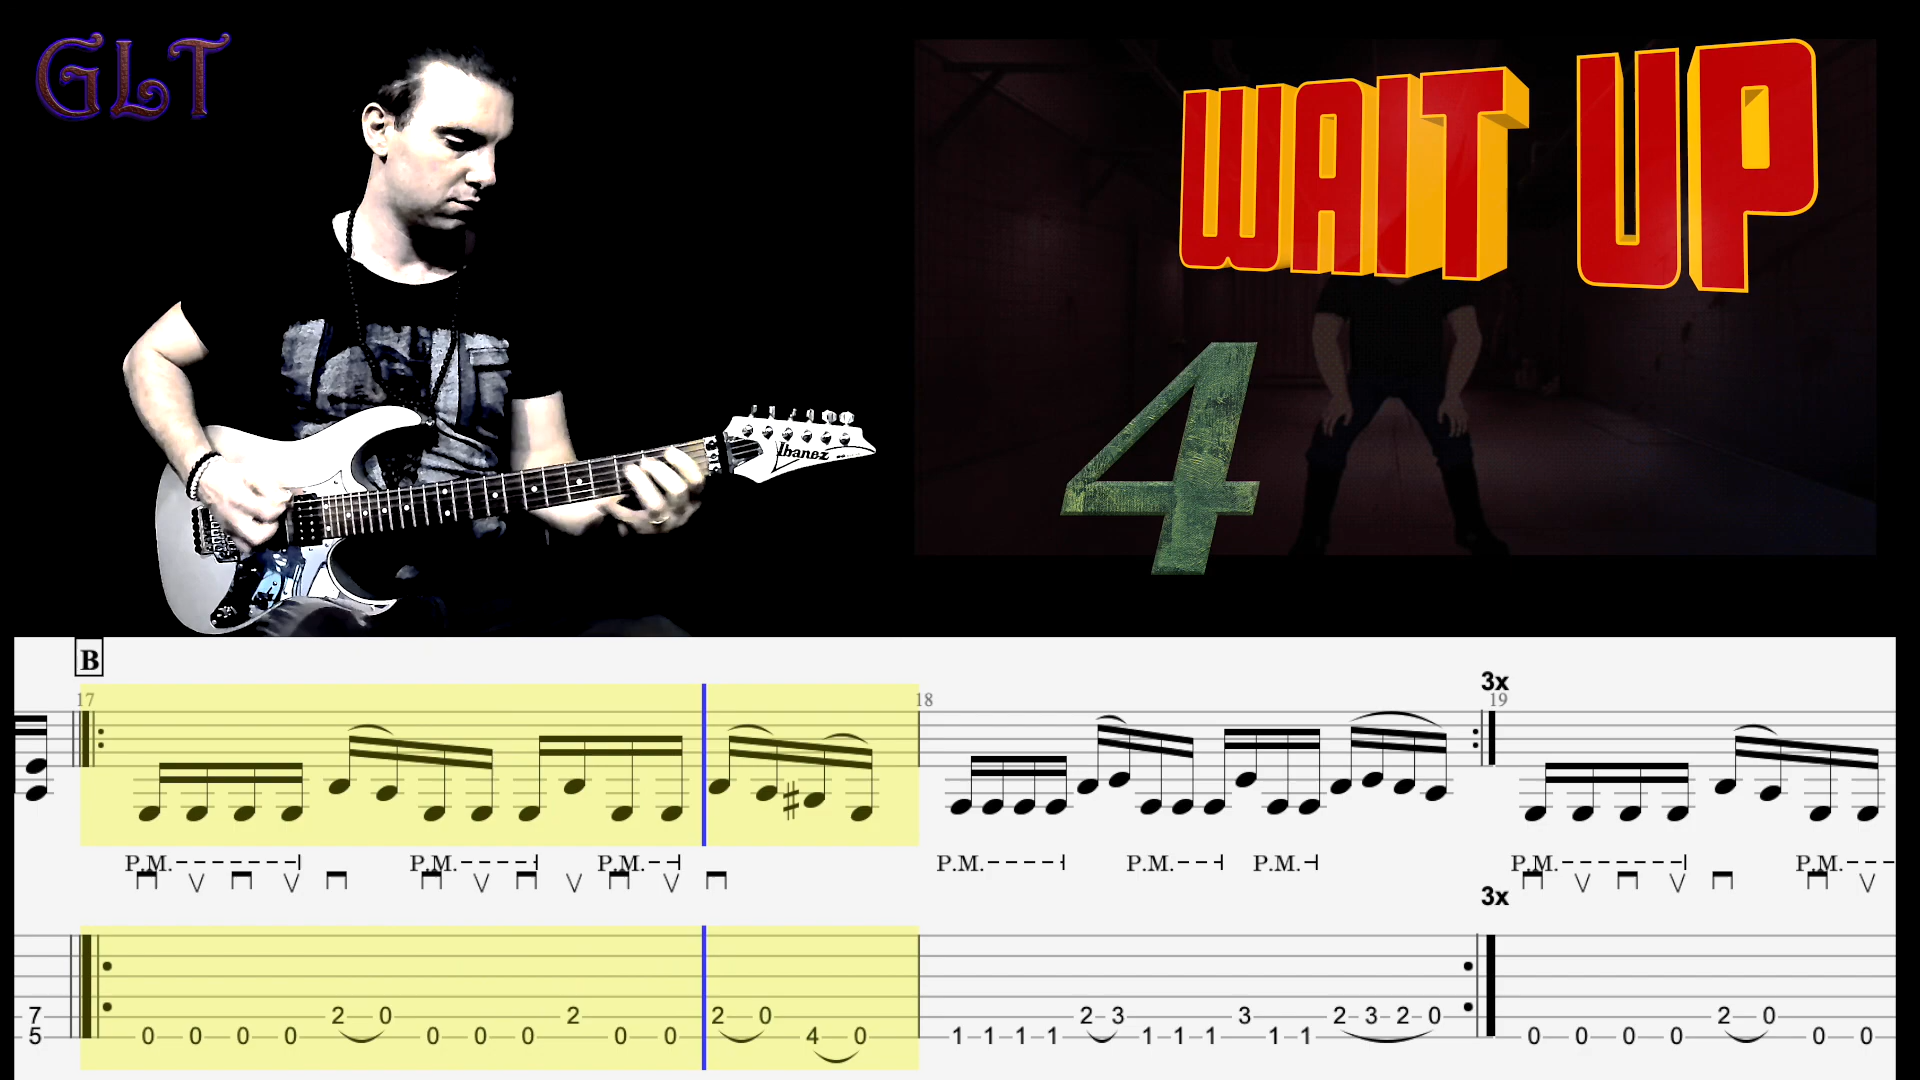 GLT
WAIT UP
4
Ibanez
B
17
18
3x
19
P.M. P.M. P.M. P.M. P.M. P.M. P.M. P.M.
3x
7 2 0 2 2 0 2 3 3 2 3 2 0 2 0
5 0 0 0 0 0 0 0 0 0 4 0 1 1 1 1 1 1 1 1 1 0 0 0 0 0 0